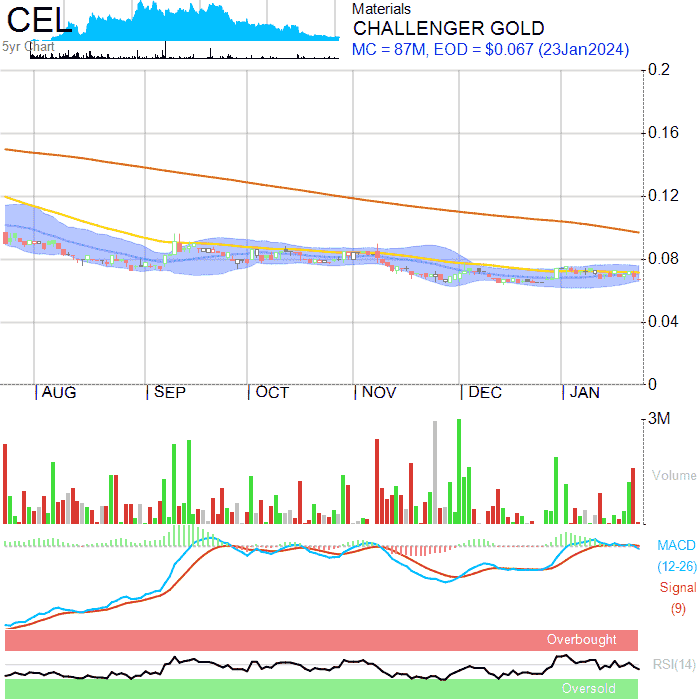 CEL
5yr Chart
Materials
CHALLENGER GOLD
MC = 87M, EOD = $0.067 (23Jan2024)
0.2
0.16
0.12
0.08
0.04
0
AUG SEP OCT NOV DEC JAN
3M
Volume
MACD
(12-26)
Signal
(9)
Overbought
RSI(14)
Oversold